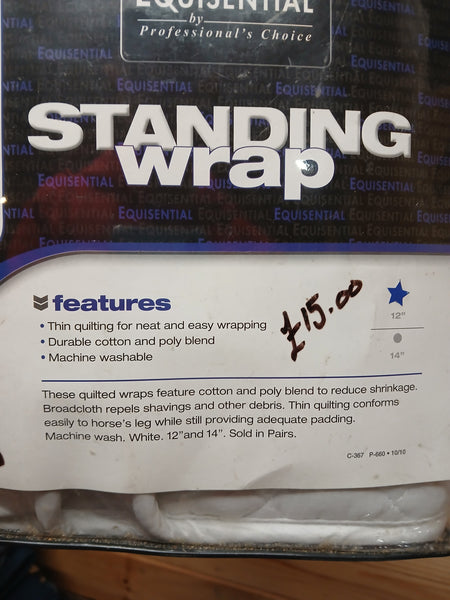 EQUISENTIAL
by
Professional's Choice
STANDING
wrap
features
£15.00
12"
14"
• Thin quilting for neat and easy wrapping
• Durable cotton and poly blend
• Machine washable
These quilted wraps feature cotton and poly blend to reduce shrinkage.
Broadcloth repels shavings and other debris. Thin quilting conforms
easily to horse's leg while still providing adequate padding.
Machine wash. White. 12"and 14". Sold in Pairs.
C-367 P-660 • 10/10